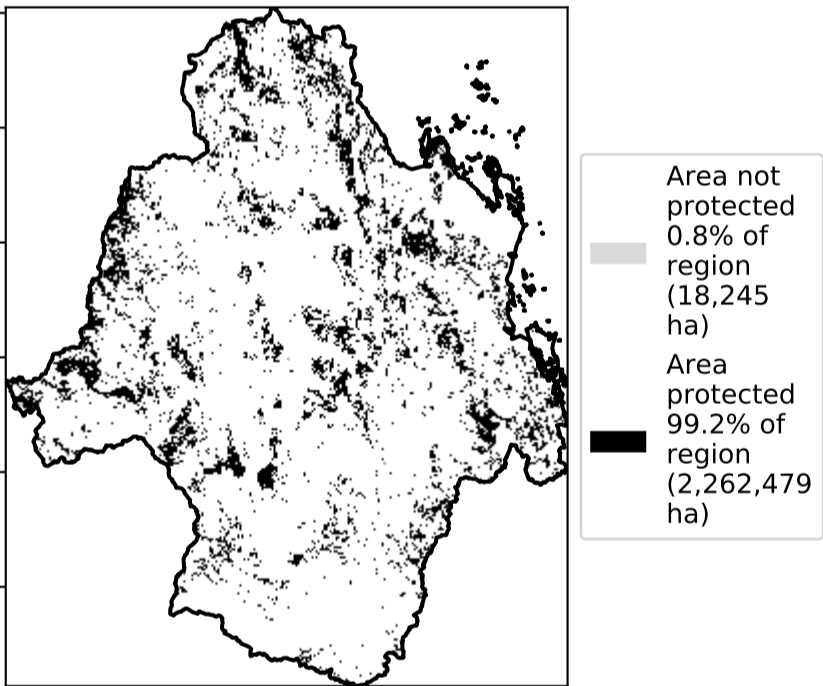 Area not
protected
0.8% of
region
(18,245
ha)
Area
protected
99.2% of
region
(2,262,479
ha)